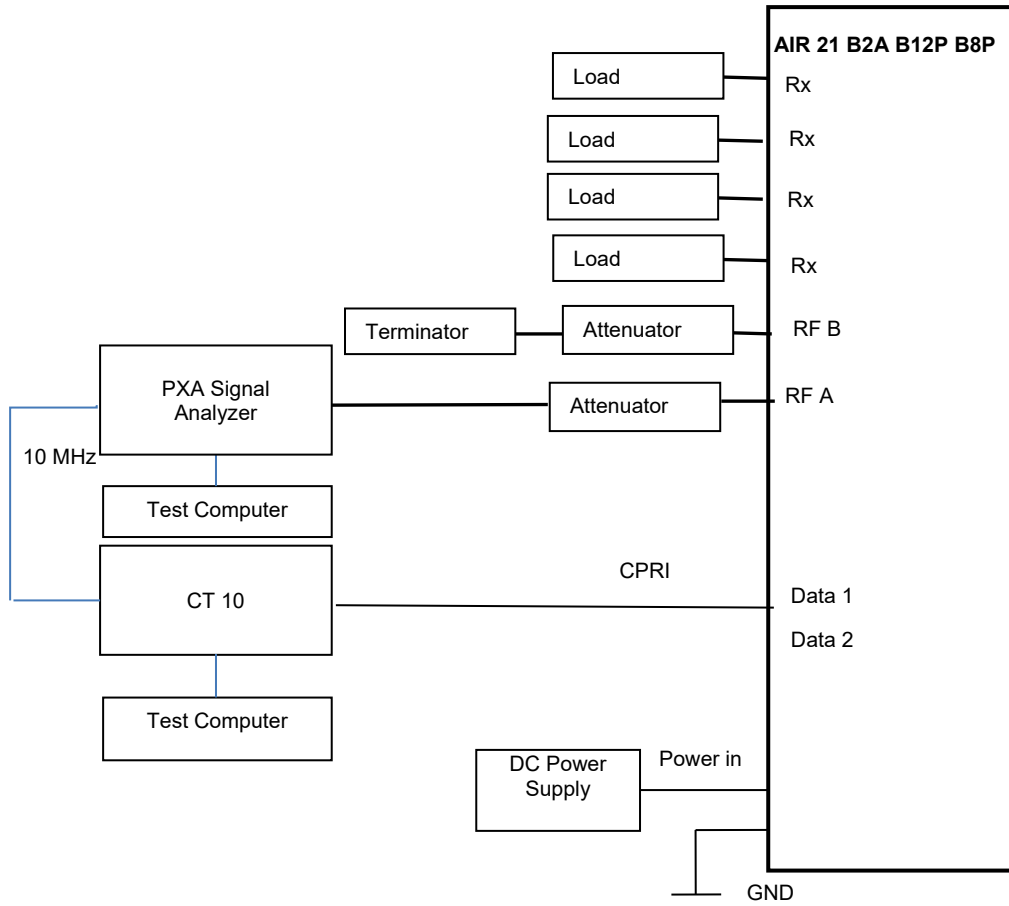 AIR 21 B2A B12P B8P
Load
Rx
Load
Rx
Load
Rx
Load
Rx
Terminator
Attenuator
RF B
PXA Signal
Analyzer
Attenuator
RF A
10 MHz
Test Computer
CT 10
CPRI
Data 1
Data 2
Test Computer
DC Power
Supply
Power in
GND